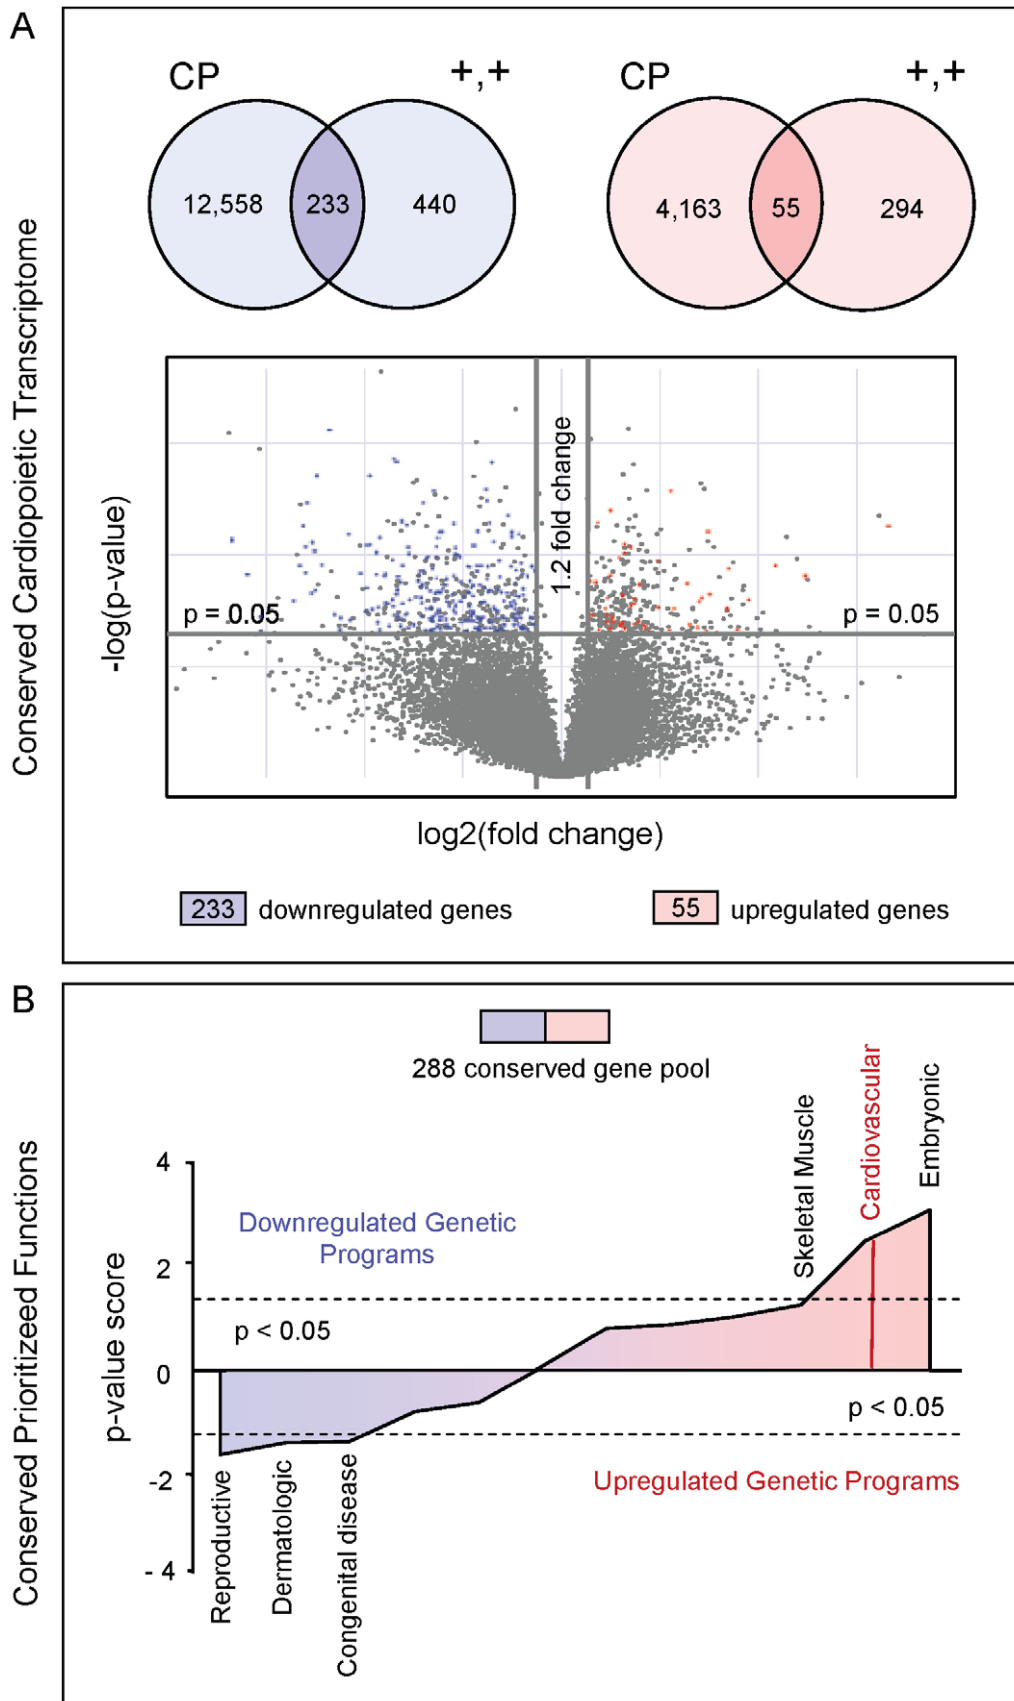 A
Conserved Cardiopoietic Transcriptome
CP
+,+
CP
+,+
12,558
233
440
4,163
55
294
-log(p-value)
1.2 fold change
p = 0.05
p = 0.05
log2(fold change)
233 downregulated genes
55 upregulated genes
B
Conserved Prioritized Functions
288 conserved gene pool
Skeletal Muscle
Cardiovascular
Embryonic
p-value score
4
2
0
-2
- 4
Downregulated Genetic
Programs
p < 0.05
p < 0.05
Upregulated Genetic Programs
Reproductive
Dermatologic
Congenital disease